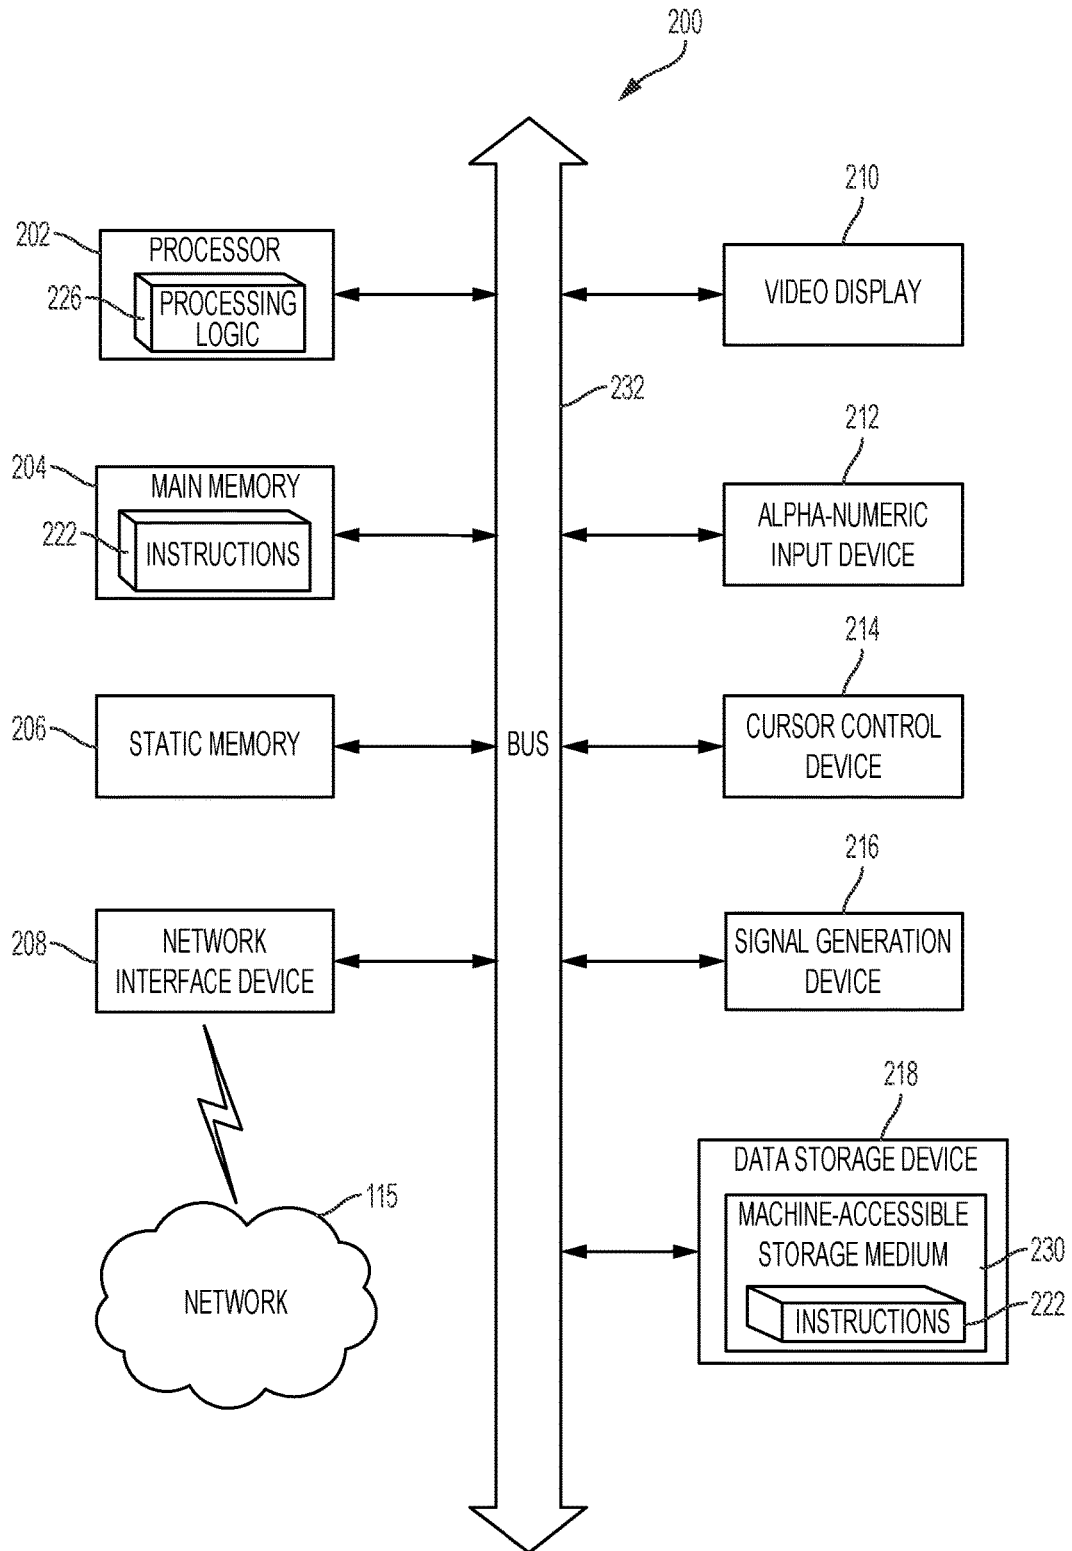 200
202
PROCESSOR
226
PROCESSING
LOGIC
210
VIDEO DISPLAY
232
204
MAIN MEMORY
222
INSTRUCTIONS
212
ALPHA-NUMERIC
INPUT DEVICE
206
STATIC MEMORY
BUS
214
CURSOR CONTROL
DEVICE
208
NETWORK
INTERFACE DEVICE
216
SIGNAL GENERATION
DEVICE
115
NETWORK
218
DATA STORAGE DEVICE
MACHINE-ACCESSIBLE
STORAGE MEDIUM
230
INSTRUCTIONS
222